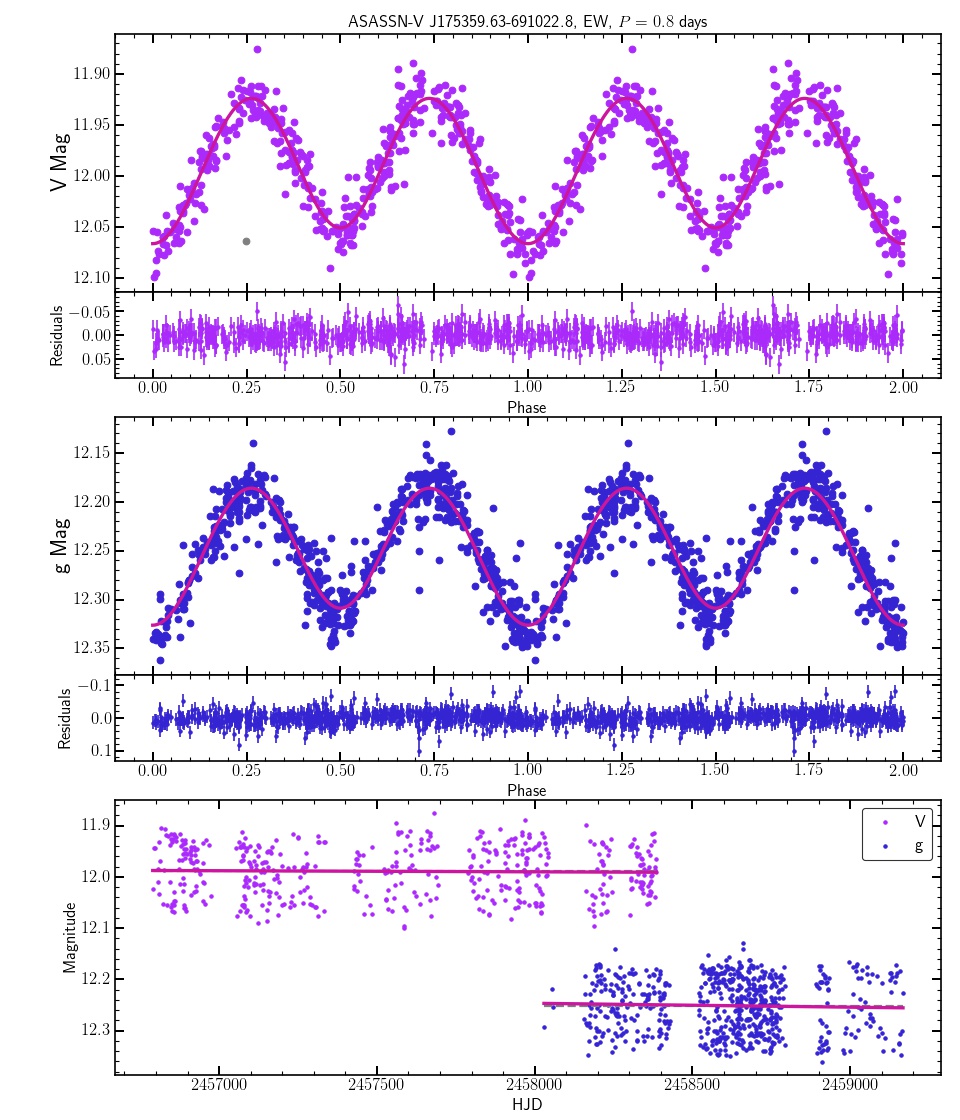 ASASSN-V J175359.63-691022.8, EW, P = 0.8 days
V Mag
11.90
11.95
12.00
12.05
12.10
Residuals
−0.05
0.00
0.05
0.00 0.25 0.50 0.75 1.00 1.25 1.50 1.75 2.00
Phase
g Mag
12.15
12.20
12.25
12.30
12.35
Residuals
−0.1
0.0
0.1
0.00 0.25 0.50 0.75 1.00 1.25 1.50 1.75 2.00
Phase
Magnitude
11.9
12.0
12.1
12.2
12.3
V
g
2457000 2457500 2458000 2458500 2459000
HJD